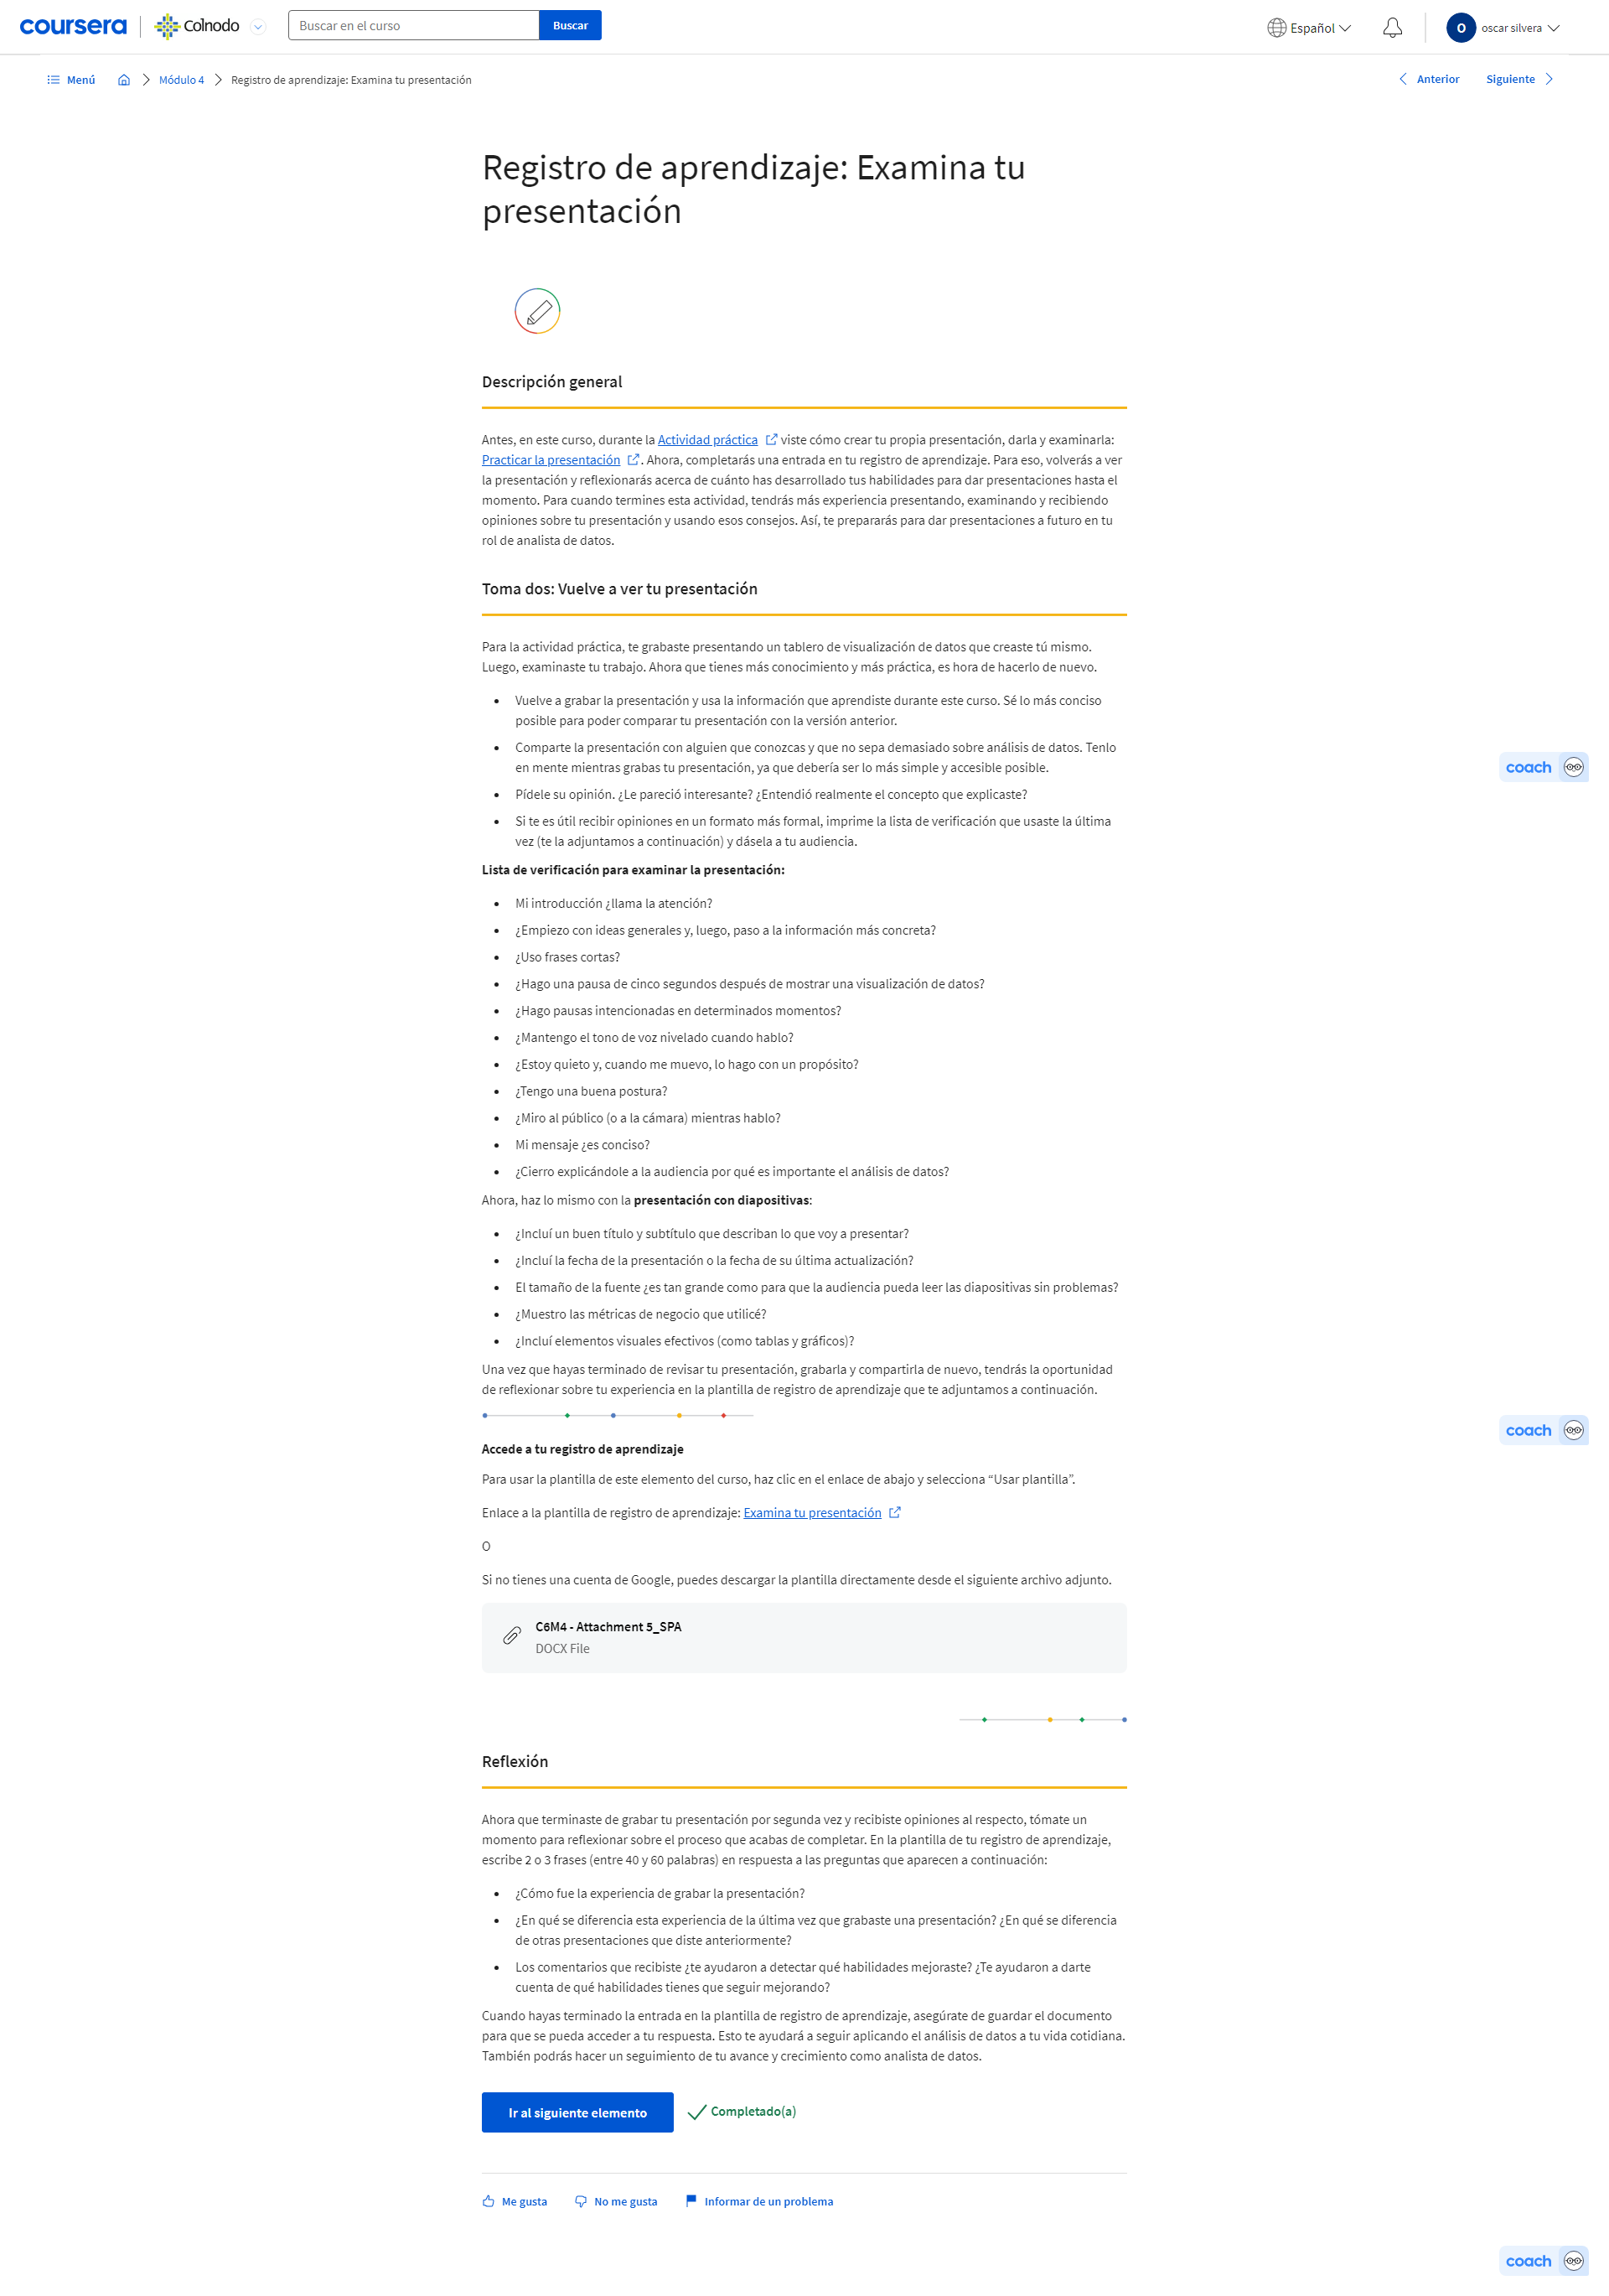 coursera
Colnodo
Buscar en el curso
Buscar
Español
O
oscar silvera
Menú
Módulo 4
Registro de aprendizaje: Examina tu presentación
Anterior
Siguiente
Registro de aprendizaje: Examina tu
presentación
Descripción general
Antes, en este curso, durante la Actividad práctica viste cómo crear tu propia presentación, darla y examinarla:
Practicar la presentación. Ahora, completarás una entrada en tu registro de aprendizaje. Para eso, volverás a ver
la presentación y reflexionarás acerca de cuánto has desarrollado tus habilidades para dar presentaciones hasta el
momento. Para cuando termines esta actividad, tendrás más experiencia presentando, examinando y recibiendo
opiniones sobre tu presentación y usando esos consejos. Así, te prepararás para dar presentaciones a futuro en tu
rol de analista de datos.
Toma dos: Vuelve a ver tu presentación
Para la actividad práctica, te grabaste presentando un tablero de visualización de datos que creaste tú mismo.
Luego, examinaste tu trabajo. Ahora que tienes más conocimiento y más práctica, es hora de hacerlo de nuevo.
Vuelve a grabar la presentación y usa la información que aprendiste durante este curso. Sé lo más conciso
posible para poder comparar tu presentación con la versión anterior.
Comparte la presentación con alguien que conozcas y que no sepa demasiado sobre análisis de datos. Tenlo
en mente mientras grabas tu presentación, ya que debería ser lo más simple y accesible posible.
coach
Pídele su opinión. ¿Le pareció interesante? ¿Entendió realmente el concepto que explicaste?
Si te es útil recibir opiniones en un formato más formal, imprime la lista de verificación que usaste la última
vez (te la adjuntamos a continuación) y dásela a tu audiencia.
Lista de verificación para examinar la presentación:
Mi introducción ¿llama la atención?
¿Empiezo con ideas generales y, luego, paso a la información más concreta?
¿Uso frases cortas?
¿Hago una pausa de cinco segundos después de mostrar una visualización de datos?
¿Hago pausas intencionadas en determinados momentos?
¿Mantengo el tono de voz nivelado cuando hablo?
¿Estoy quieto y, cuando me muevo, lo hago con un propósito?
¿Tengo una buena postura?
¿Miro al público (o a la cámara) mientras hablo?
Mi mensaje ¿es conciso?
¿Cierro explicándole a la audiencia por qué es importante el análisis de datos?
Ahora, haz lo mismo con la presentación con diapositivas:
¿Incluí un buen título y subtítulo que describan lo que voy a presentar?
¿Incluí la fecha de la presentación o la fecha de su última actualización?
El tamaño de la fuente ¿es tan grande como para que la audiencia pueda leer las diapositivas sin problemas?
¿Muestro las métricas de negocio que utilicé?
¿Incluí elementos visuales efectivos (como tablas y gráficos)?
Una vez que hayas terminado de revisar tu presentación, grabarla y compartirla de nuevo, tendrás la oportunidad
de reflexionar sobre tu experiencia en la plantilla de registro de aprendizaje que te adjuntamos a continuación.
coach
Accede a tu registro de aprendizaje
Para usar la plantilla de este elemento del curso, haz clic en el enlace de abajo y selecciona “Usar plantilla”.
Enlace a la plantilla de registro de aprendizaje: Examina tu presentación
O
Si no tienes una cuenta de Google, puedes descargar la plantilla directamente desde el siguiente archivo adjunto.
C6M4 - Attachment 5_SPA
DOCX File
Reflexión
Ahora que terminaste de grabar tu presentación por segunda vez y recibiste opiniones al respecto, tómate un
momento para reflexionar sobre el proceso que acabas de completar. En la plantilla de tu registro de aprendizaje,
escribe 2 o 3 frases (entre 40 y 60 palabras) en respuesta a las preguntas que aparecen a continuación:
¿Cómo fue la experiencia de grabar la presentación?
¿En qué se diferencia esta experiencia de la última vez que grabaste una presentación? ¿En qué se diferencia
de otras presentaciones que diste anteriormente?
Los comentarios que recibiste ¿te ayudaron a detectar qué habilidades mejoraste? ¿Te ayudaron a darte
cuenta de qué habilidades tienes que seguir mejorando?
Cuando hayas terminado la entrada en la plantilla de registro de aprendizaje, asegúrate de guardar el documento
para que se pueda acceder a tu respuesta. Esto te ayudará a seguir aplicando el análisis de datos a tu vida cotidiana.
También podrás hacer un seguimiento de tu avance y crecimiento como analista de datos.
Ir al siguiente elemento
Completado(a)
Me gusta
No me gusta
Informar de un problema
coach